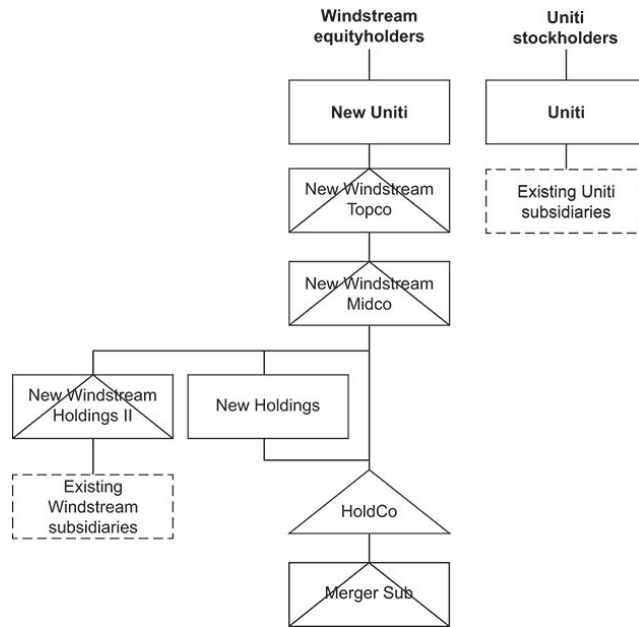 Windstream
equityholders
Uniti
stockholders
New Uniti
Uniti
New Windstream
Topco
Existing Uniti
subsidiaries
New Windstream
Midco
New Windstream
Holdings II
New Holdings
Existing
Windstream
subsidiaries
HoldCo
Merger Sub